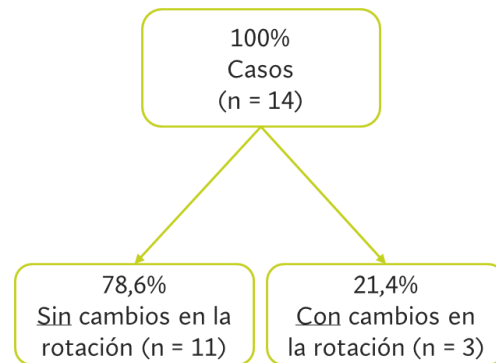 100%
Casos
(n = 14)
78,6%
Sin cambios en la
rotación (n = 11)
21,4%
Con cambios en
la rotación (n = 3)